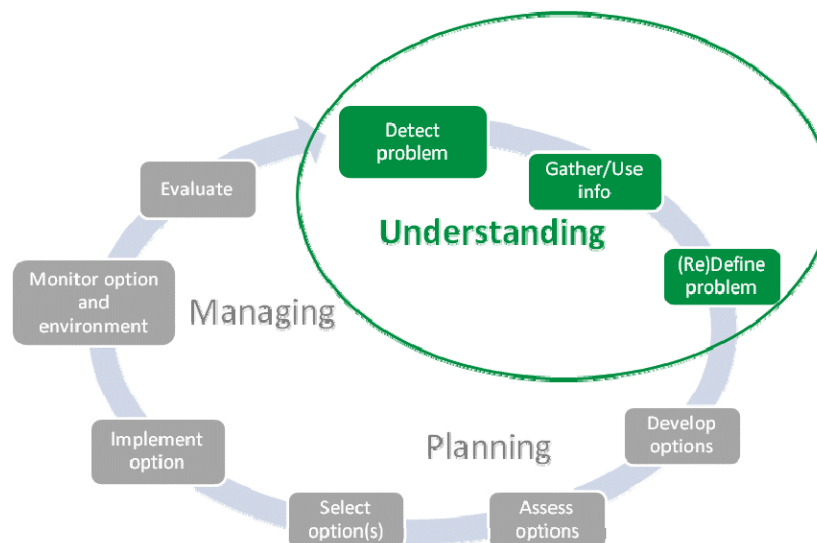 Detect
problem
Gather/Use
info
Understanding
(Re)Define
problem
Evaluate
Monitor option
and
environment
Managing
Develop
options
Planning
Implement
option
Select
option(s)
Assess
options